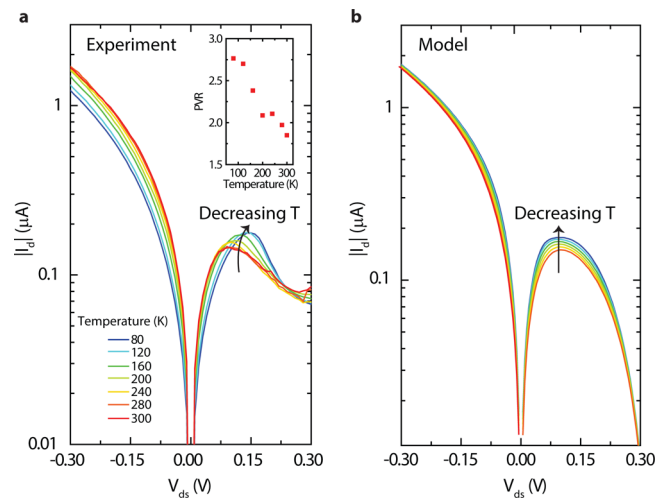 a
Experiment
3.0
2.5
2.0
1.5
PVR
100 200 300
Temperature (K)
1
0.1
0.01
|I_d| (μA)
Decreasing T
Temperature (K)
80
120
160
200
240
280
300
-0.30 -0.15 0.00 0.15 0.30
V_ds (V)
b
Model
1
0.1
|I_d| (μA)
Decreasing T
-0.30 -0.15 0.00 0.15 0.30
V_ds (V)